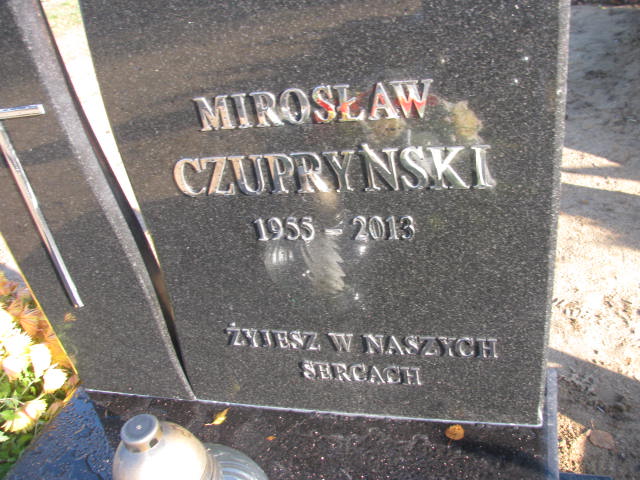 MIROSŁAW
CZUPRYŃSKI
1955 - 2013
ŻYJESZ W NASZYCH
SERCACH